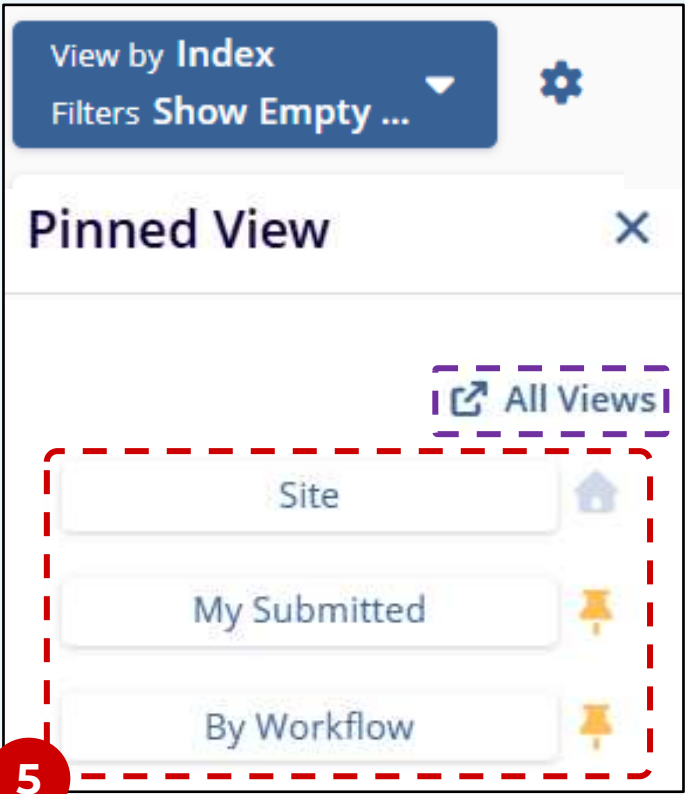 View by Index
Filters Show Empty ...
Pinned View
All Views
Site
My Submitted
By Workflow
5